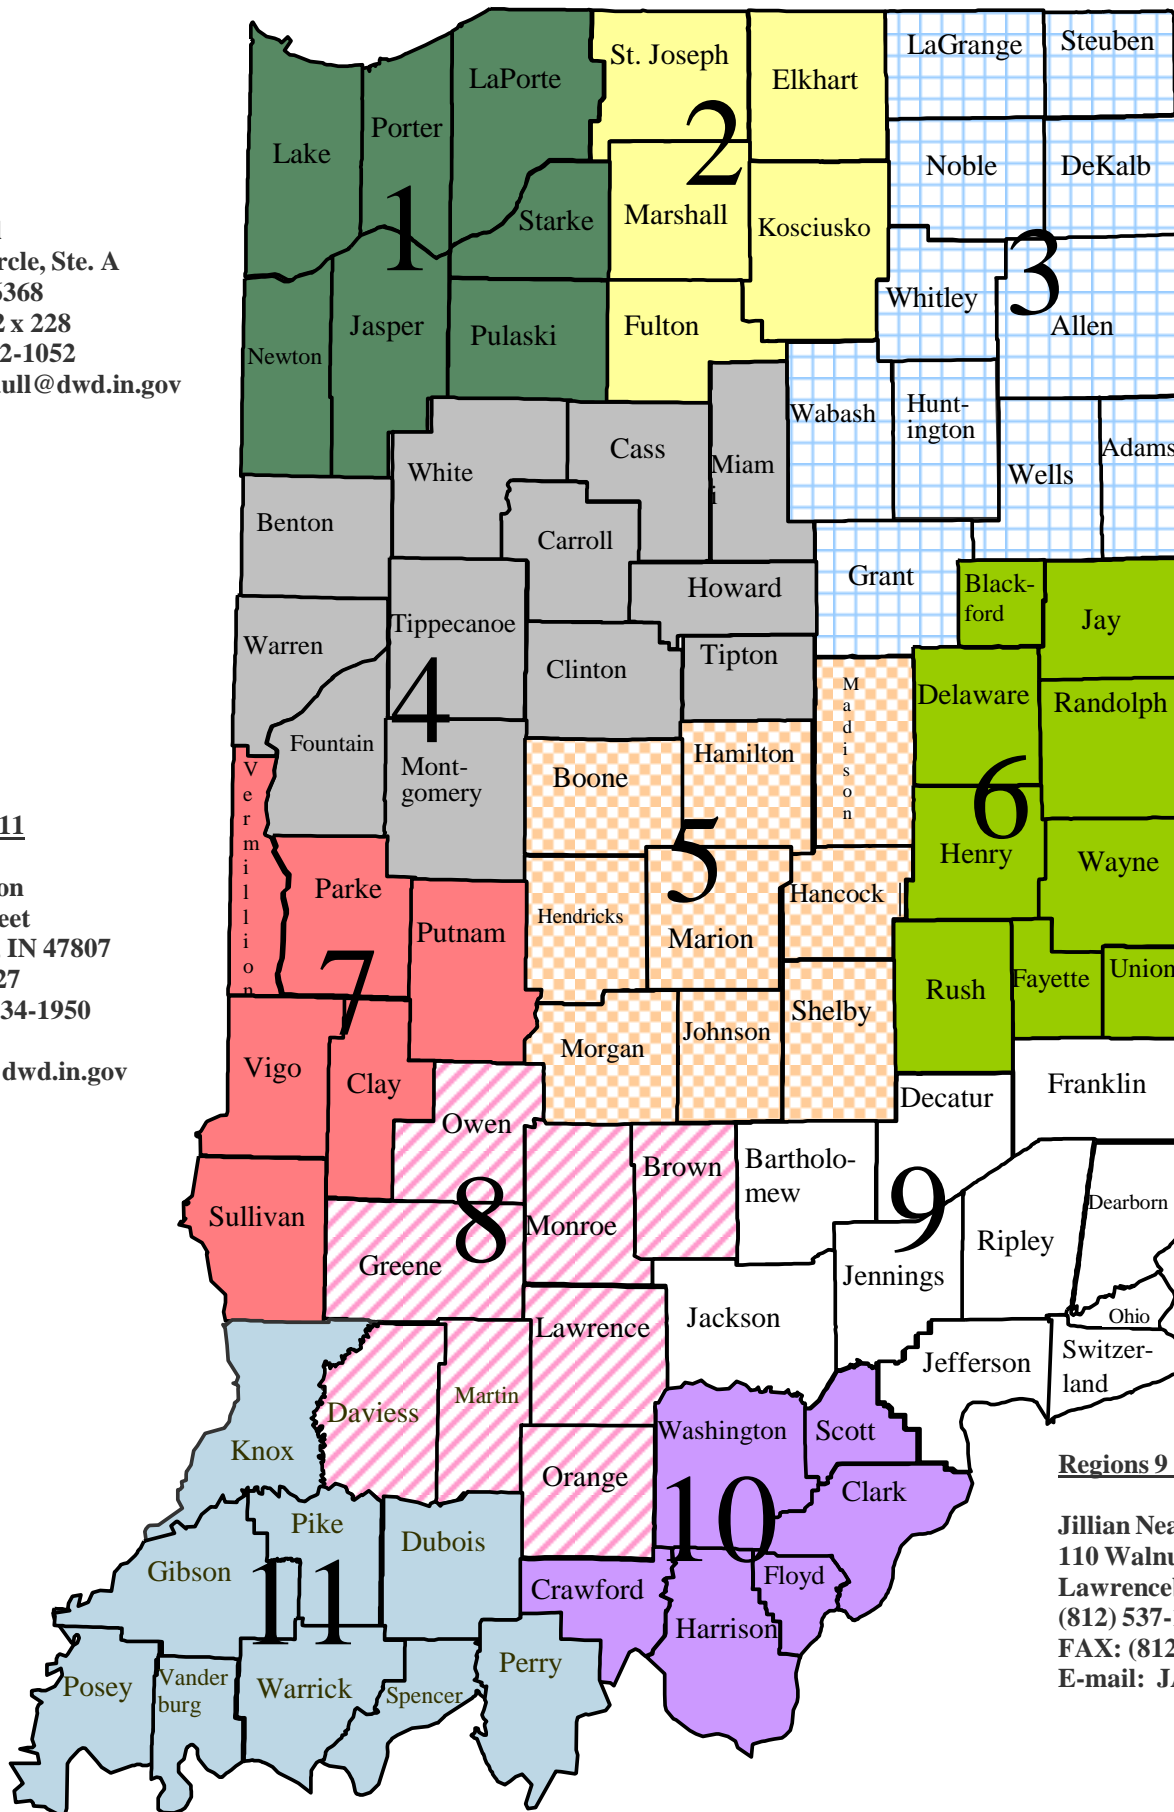 LaGrange
Steuben
St. Joseph
Elkhart
LaPorte
Porter
Lake
2
Noble
DeKalb
Marshall
Kosciusko
Starke
1
3
Whitley
Allen
Jasper
Pulaski
Fulton
Newton
rcle, Ste. A
368
2 x 228
2-1052
ull@dwd.in.gov
Wabash
Hunt-
ington
Adams
Wells
White
Cass
Miam
i
Benton
Carroll
Howard
Grant
Black-
ford
Jay
Warren
Tippecanoe
Clinton
Tipton
4
Madison
Delaware
Randolph
Fountain
Mont-
gomery
Boone
Hamilton
6
5
Vermillion
Henry
Wayne
Parke
Putnam
Hendricks
Marion
Hancock
11
on
eet
IN 47807
27
34-1950
dwd.in.gov
7
Rush
Fayette
Union
Shelby
Morgan
Johnson
Vigo
Clay
Decatur
Franklin
Owen
Brown
Bartholo-
mew
Sullivan
8
Monroe
9
Dearborn
Ripley
Greene
Jennings
Lawrence
Jackson
Ohio
Jefferson
Switzer-
land
Daviess
Martin
Knox
Washington
Scott
Orange
10
Clark
Regions 9
Jillian Nea
110 Walnu
Lawrencel
(812) 537-
FAX: (812
E-mail: JA
Pike
Dubois
Gibson
11
Crawford
Floyd
Harrison
Perry
Posey
Vander
burg
Warrick
Spencer